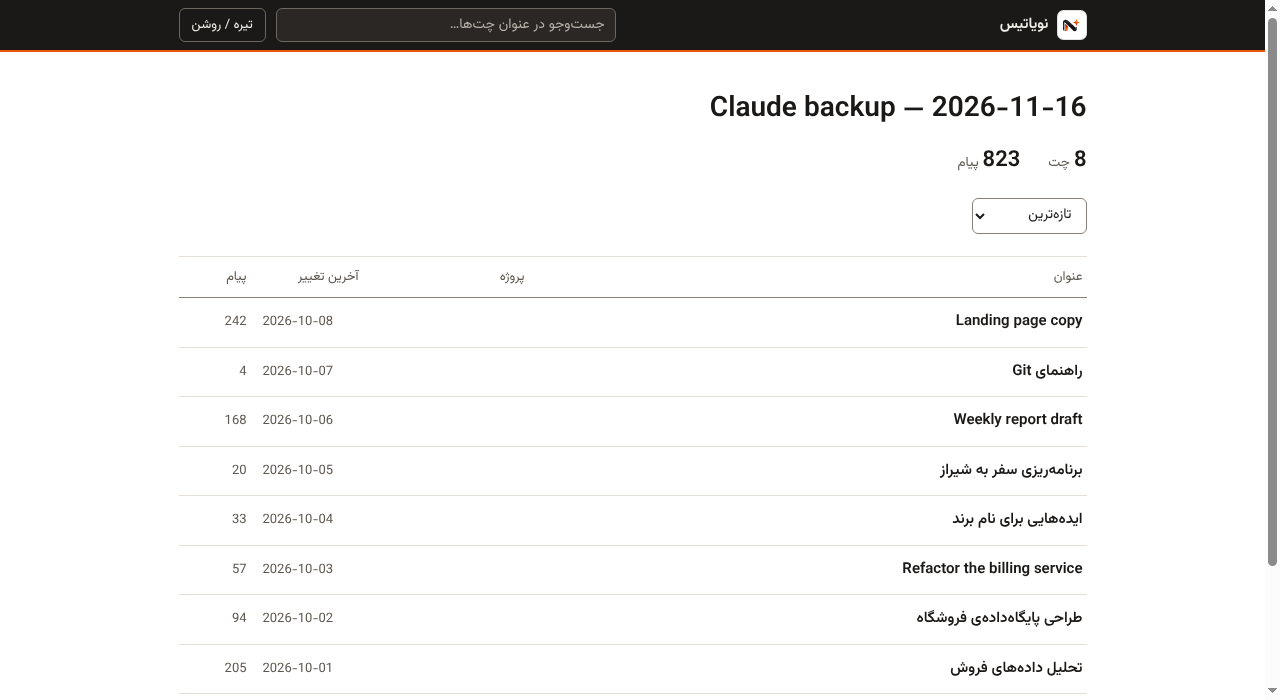 نویاتیس
جست‌وجو در عنوان چت‌ها...
تیره / روشن
Claude backup — 2026-11-16
8 چت 823 پیام
تازه‌ترین
عنوان پروژه آخرین تغییر پیام
Landing page copy 2026-10-08 242
راهنمای Git 2026-10-07 4
Weekly report draft 2026-10-06 168
برنامه‌ریزی سفر به شیراز 2026-10-05 20
ایده‌هایی برای نام برند 2026-10-04 33
Refactor the billing service 2026-10-03 57
طراحی پایگاه‌داده‌ی فروشگاه 2026-10-02 94
تحلیل داده‌های فروش 2026-10-01 205